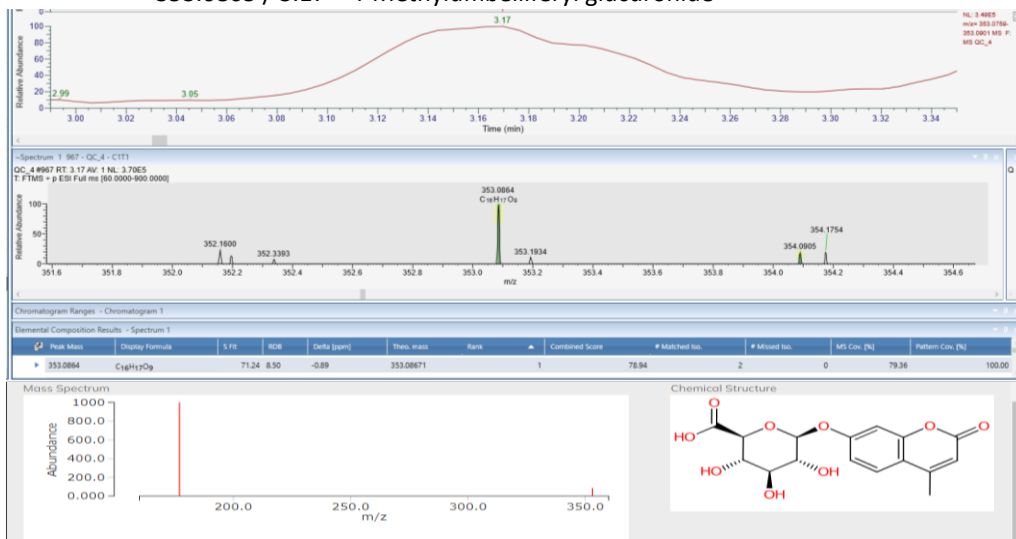 NL: 3.49E5
m/z= 353.0759-
353.0901 MS F:
MS QC_4
Relative Abundance
100
80
60
40
20
0
2.99
3.05
3.17
3.00 3.02 3.04 3.06 3.08 3.10 3.12 3.14 3.16 3.18 3.20 3.22 3.24 3.26 3.28 3.30 3.32 3.34
Time (min)
~Spectrum 1 967 - QC_4 - C1T1
QC_4 #967 RT: 3.17 AV: 1 NL: 3.70E5
T: FTMS + p ESI Full ms [60.0000-900.0000]
Relative Abundance
100
50
0
352.1600
352.3393
353.0864
C16H17O9
353.1934
354.0905
354.1754
351.6 351.8 352.0 352.2 352.4 352.6 352.8 353.0 353.2 353.4 353.6 353.8 354.0 354.2 354.4 354.6
m/z
Chromatogram Ranges - Chromatogram 1
Elemental Composition Results - Spectrum 1
Peak Mass Display Formula S Fit RDB Delta [ppm] Theo. mass Rank Combined Score # Matched Iso. # Missed Iso. MS Cov. [%] Pattern Cov. [%]
353.0864 C16H17O9 71.24 8.50 -0.89 353.08671 1 78.94 2 0 79.36 100.00
Mass Spectrum
Chemical Structure
Abundance
1000
800.0
600.0
400.0
200.0
0.000
200.0 250.0 300.0 350.0
m/z
O
HO
O
O
O
O
HO
OH
OH